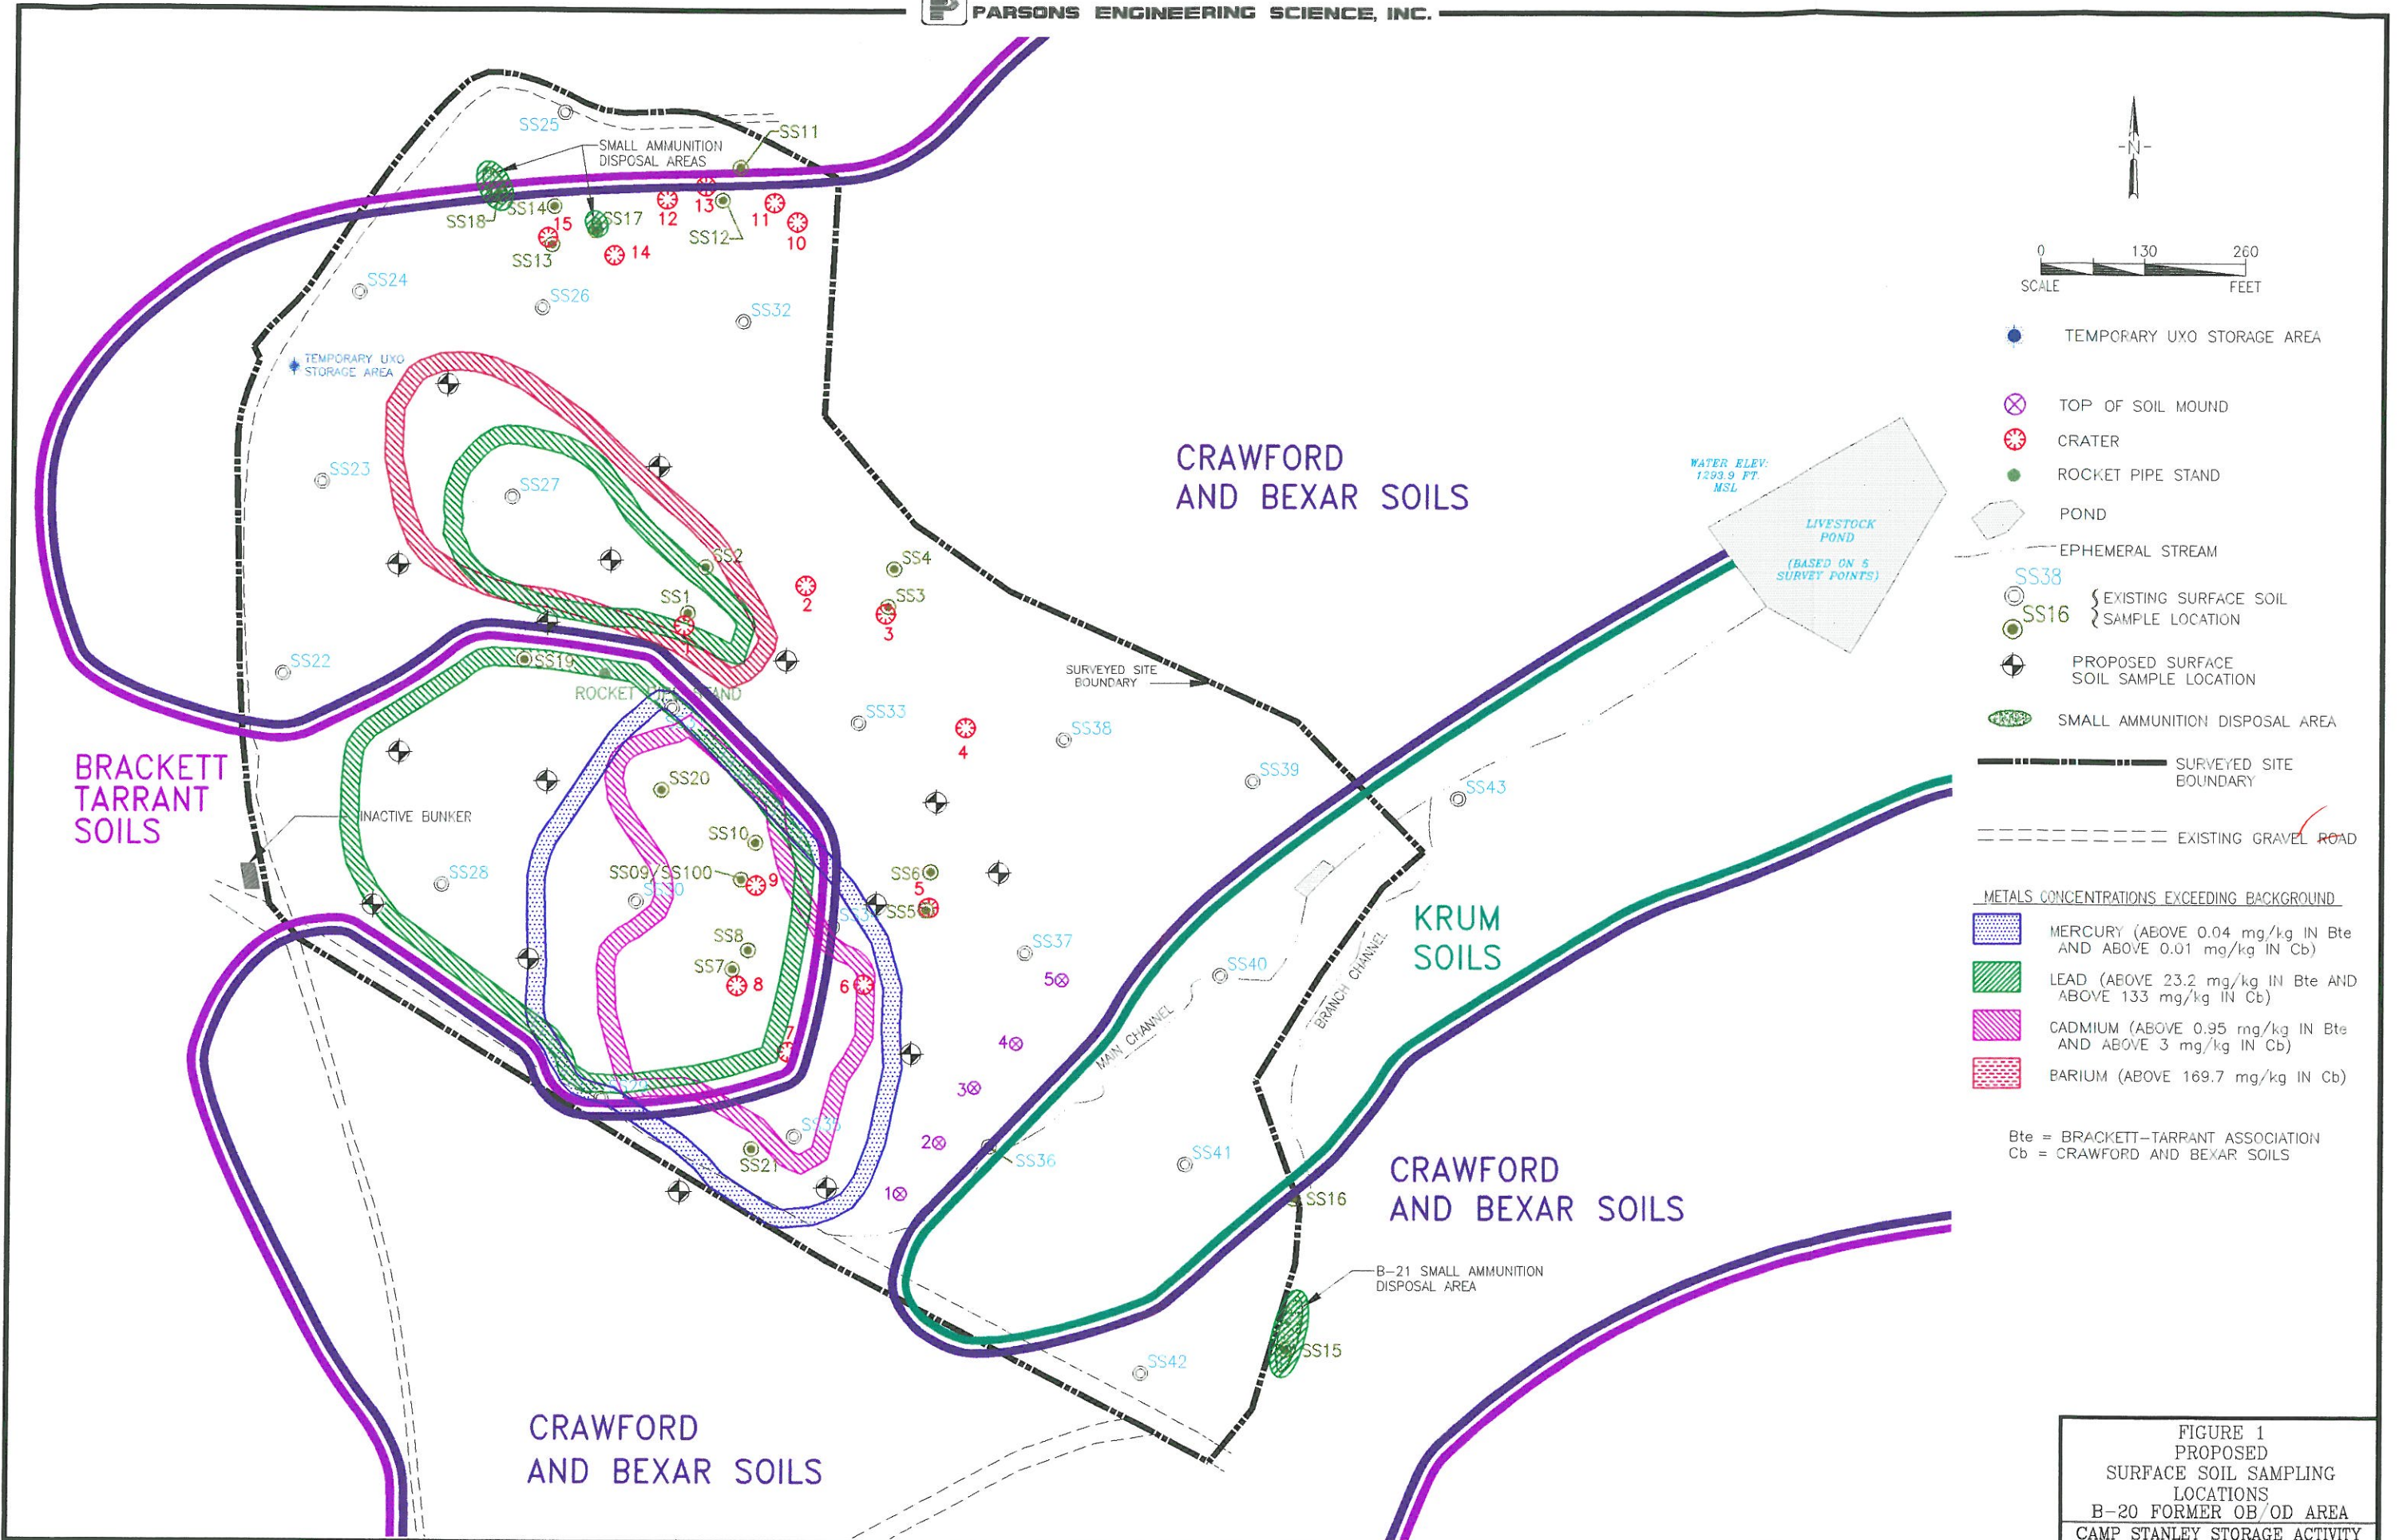 PARSONS ENGINEERING SCIENCE, INC.
SS25
SS11
SMALL AMMUNITION
DISPOSAL AREAS
SS18
SS14
15
SS17
12
13
SS12
11
10
SS13
14
SS24
SS26
SS32
TEMPORARY UXO
STORAGE AREA
SS23
SS27
SS2
SS4
SS1
2
SS3
3
1
SS22
SS19
ROCKET PIPE STAND
SURVEYED SITE
BOUNDARY
SS33
4
SS38
SS39
SS43
CRAWFORD
AND BEXAR SOILS
WATER ELEV:
1293.9 FT.
MSL
LIVESTOCK
POND
(BASED ON 5
SURVEY POINTS)
BRACKETT
TARRANT
SOILS
INACTIVE BUNKER
SS20
SS10
SS09/SS100
9
SS28
SS6
5
SS5
SS8
SS7
8
6
SS37
5
SS40
KRUM
SOILS
MAIN CHANNEL
BRANCH CHANNEL
7
4
3
SS29
SS35
SS21
2
SS36
SS41
1
SS16
CRAWFORD
AND BEXAR SOILS
B-21 SMALL AMMUNITION
DISPOSAL AREA
SS15
SS42
CRAWFORD
AND BEXAR SOILS
-N-
0 130 260
SCALE FEET
TEMPORARY UXO STORAGE AREA
TOP OF SOIL MOUND
CRATER
ROCKET PIPE STAND
POND
EPHEMERAL STREAM
SS38
EXISTING SURFACE SOIL
SS16
SAMPLE LOCATION
PROPOSED SURFACE
SOIL SAMPLE LOCATION
SMALL AMMUNITION DISPOSAL AREA
SURVEYED SITE
BOUNDARY
EXISTING GRAVEL ROAD
METALS CONCENTRATIONS EXCEEDING BACKGROUND
MERCURY (ABOVE 0.04 mg/kg IN Bte
AND ABOVE 0.01 mg/kg IN Cb)
LEAD (ABOVE 23.2 mg/kg IN Bte AND
ABOVE 133 mg/kg IN Cb)
CADMIUM (ABOVE 0.95 mg/kg IN Bte
AND ABOVE 3 mg/kg IN Cb)
BARIUM (ABOVE 169.7 mg/kg IN Cb)
Bte = BRACKETT-TARRANT ASSOCIATION
Cb = CRAWFORD AND BEXAR SOILS
FIGURE 1
PROPOSED
SURFACE SOIL SAMPLING
LOCATIONS
B-20 FORMER OB/OD AREA
CAMP STANLEY STORAGE ACTIVITY